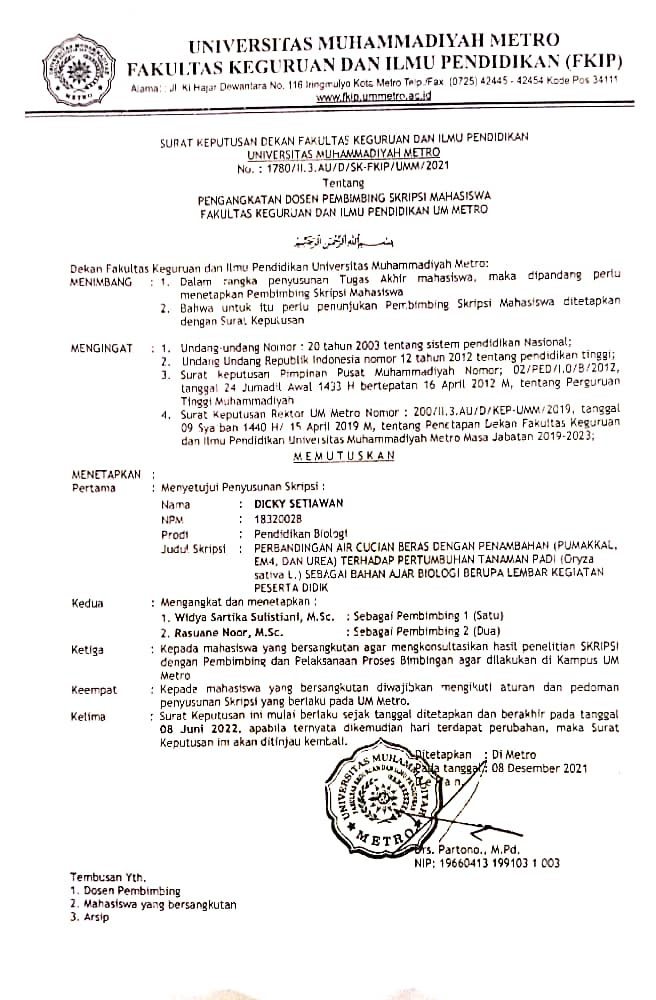 UNIVERSITAS MUHAMMADIYAH METRO
FAKULTAS KEGURUAN DAN ILMU PENDIDIKAN (FKIP)
Alamat : Jl. Ki Hajar Dewantara No. 116 Iringmulyo Kota Metro Telp./Fax. (0725) 42445 - 42454 Kode Pos 34111
www.fkip.ummetro.ac.id
SURAT KEPUTUSAN DEKAN FAKULTAS KEGURUAN DAN ILMU PENDIDIKAN
UNIVERSITAS MUHAMMADIYAH METRO
No. : 1780/II.3.AU/D/SK-FKIP/UMM/2021
Tentang
PENGANGKATAN DOSEN PEMBIMBING SKRIPSI MAHASISWA
FAKULTAS KEGURUAN DAN ILMU PENDIDIKAN UM METRO
بسم الله الرحمن الرحيم
Dekan Fakultas Keguruan dan Ilmu Pendidikan Universitas Muhammadiyah Metro:
MENIMBANG : 1. Dalam rangka penyusunan Tugas Akhir mahasiswa, maka dipandang perlu
menetapkan Pembimbing Skripsi Mahasiswa
2. Bahwa untuk itu perlu penunjukan Pembimbing Skripsi Mahasiswa ditetapkan
dengan Surat Keputusan
MENGINGAT : 1. Undang-undang Nomor : 20 tahun 2003 tentang sistem pendidikan Nasional;
2. Undang Undang Republik Indonesia nomor 12 tahun 2012 tentang pendidikan tinggi;
3. Surat keputusan Pimpinan Pusat Muhammadiyah Nomor; 02/PED/I.0/B/2012,
tanggal 24 Jumadil Awal 1433 H bertepatan 16 April 2012 M, tentang Perguruan
Tinggi Muhammadiyah
4. Surat Keputusan Rektor UM Metro Nomor : 200/II.3.AU/D/KEP-UMM/2019, tanggal
09 Sya ban 1440 H/ 15 April 2019 M, tentang Penetapan Dekan Fakultas Keguruan
dan Ilmu Pendidikan Universitas Muhammadiyah Metro Masa Jabatan 2019-2023;
M E M U T U S K A N
MENETAPKAN :
Pertama : Menyetujui Penyusunan Skripsi :
Nama : DICKY SETIAWAN
NPM : 18320028
Prodi : Pendidikan Biologi
Judul Skripsi : PERBANDINGAN AIR CUCIAN BERAS DENGAN PENAMBAHAN (PUMAKKAL,
EM4, DAN UREA) TERHADAP PERTUMBUHAN TANAMAN PADI (Oryza
sativa L.) SEBAGAI BAHAN AJAR BIOLOGI BERUPA LEMBAR KEGIATAN
PESERTA DIDIK
Kedua : Mengangkat dan menetapkan :
1. Widya Sartika Sulistiani, M.Sc. : Sebagai Pembimbing 1 (Satu)
2. Rasuane Noor, M.Sc. : Sebagai Pembimbing 2 (Dua)
Ketiga : Kepada mahasiswa yang bersangkutan agar mengkonsultasikan hasil penelitian SKRIPSI
dengan Pembimbing dan Pelaksanaan Proses Bimbingan agar dilakukan di Kampus UM
Metro
Keempat : Kepada mahasiswa yang bersangkutan diwajibkan mengikuti aturan dan pedoman
penyusunan Skripsi yang berlaku pada UM Metro.
Kelima : Surat Keputusan ini mulai berlaku sejak tanggal ditetapkan dan berakhir pada tanggal
08 Juni 2022, apabila ternyata dikemudian hari terdapat perubahan, maka Surat
Keputusan ini akan ditinjau kembali.
Ditetapkan : Di Metro
Pada tanggal : 08 Desember 2021
UNIVERSITAS MUHAMMADIYAH
METRO
Drs. Partono., M.Pd.
NIP: 19660413 199103 1 003
Tembusan Yth.
1. Dosen Pembimbing
2. Mahasiswa yang bersangkutan
3. Arsip